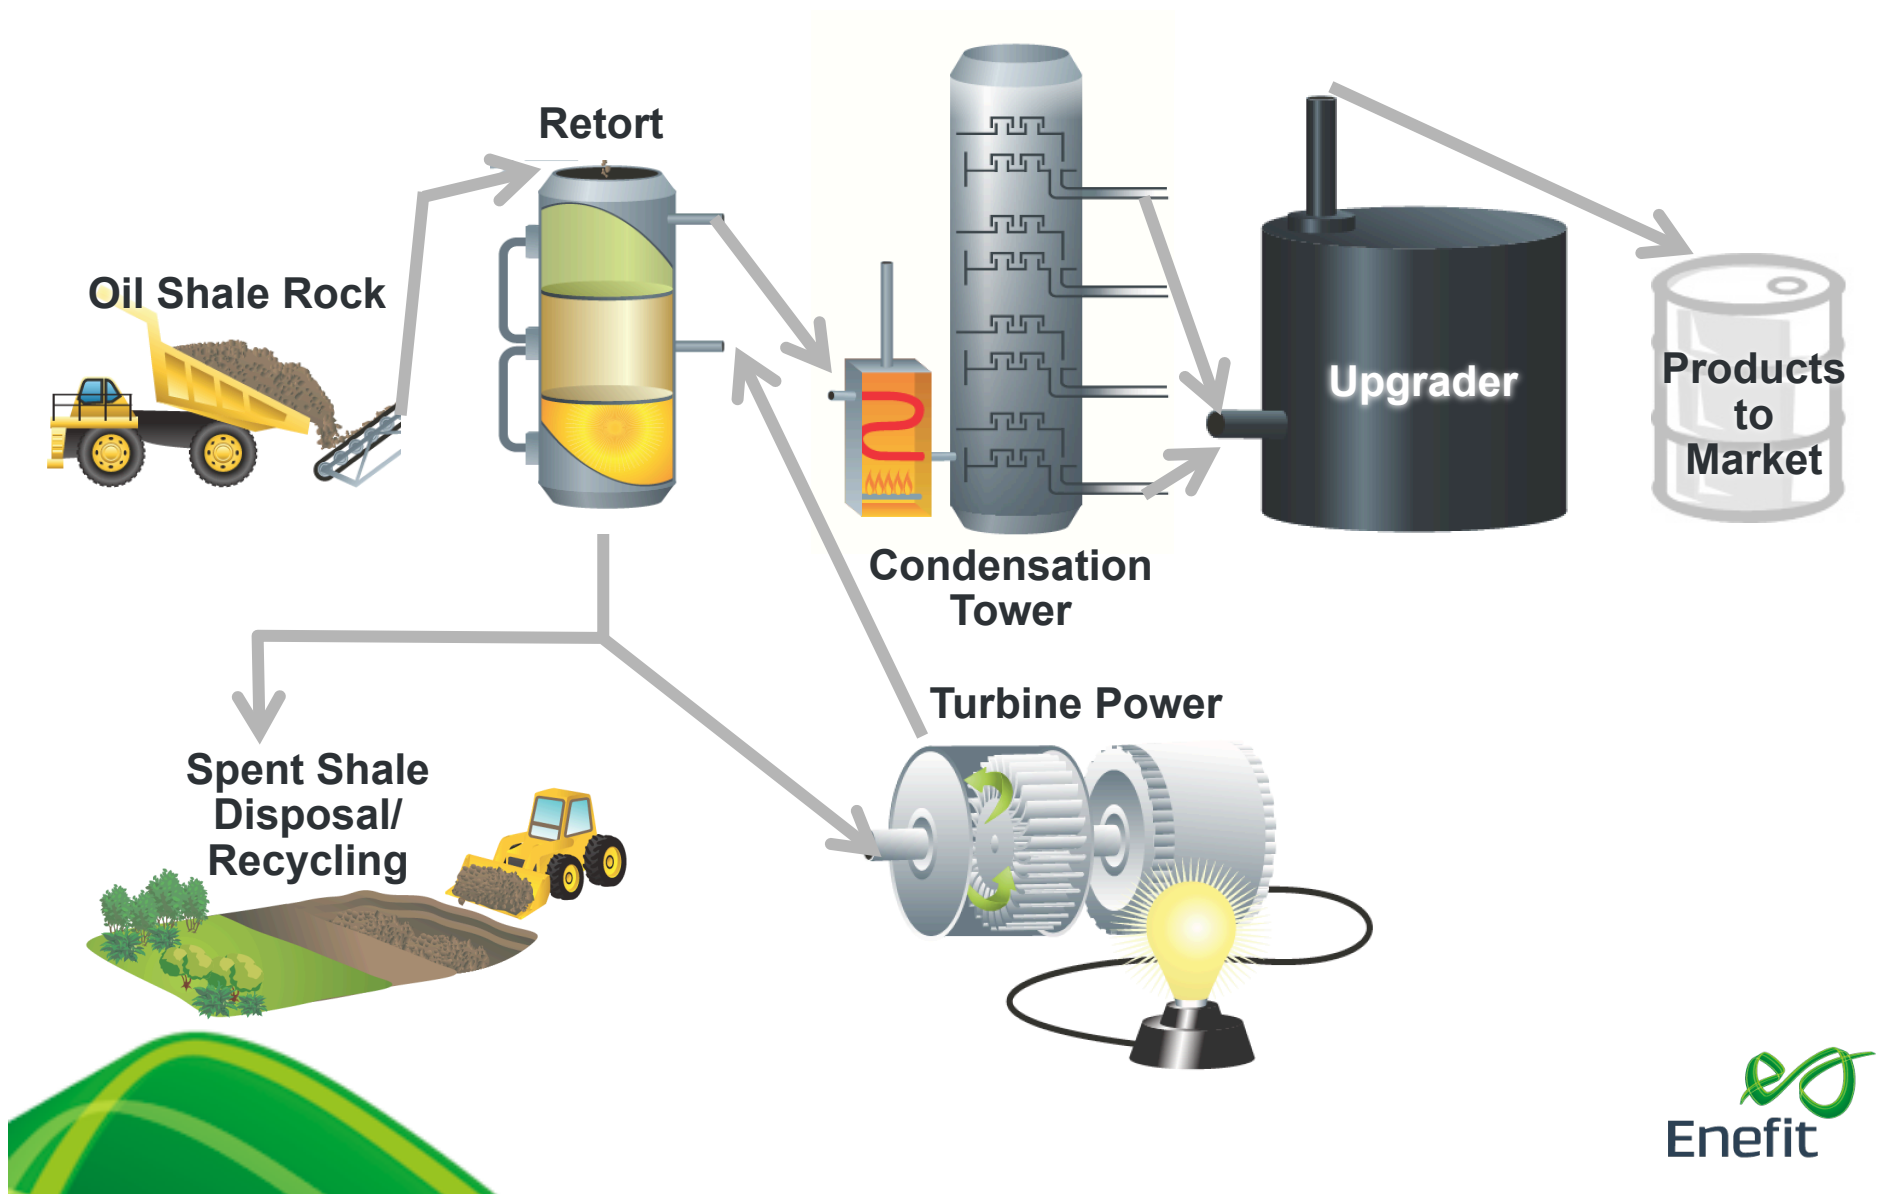 Retort
Oil Shale Rock
Upgrader
Products
to
Market
Condensation
Tower
Turbine Power
Spent Shale
Disposal/
Recycling
Enefit